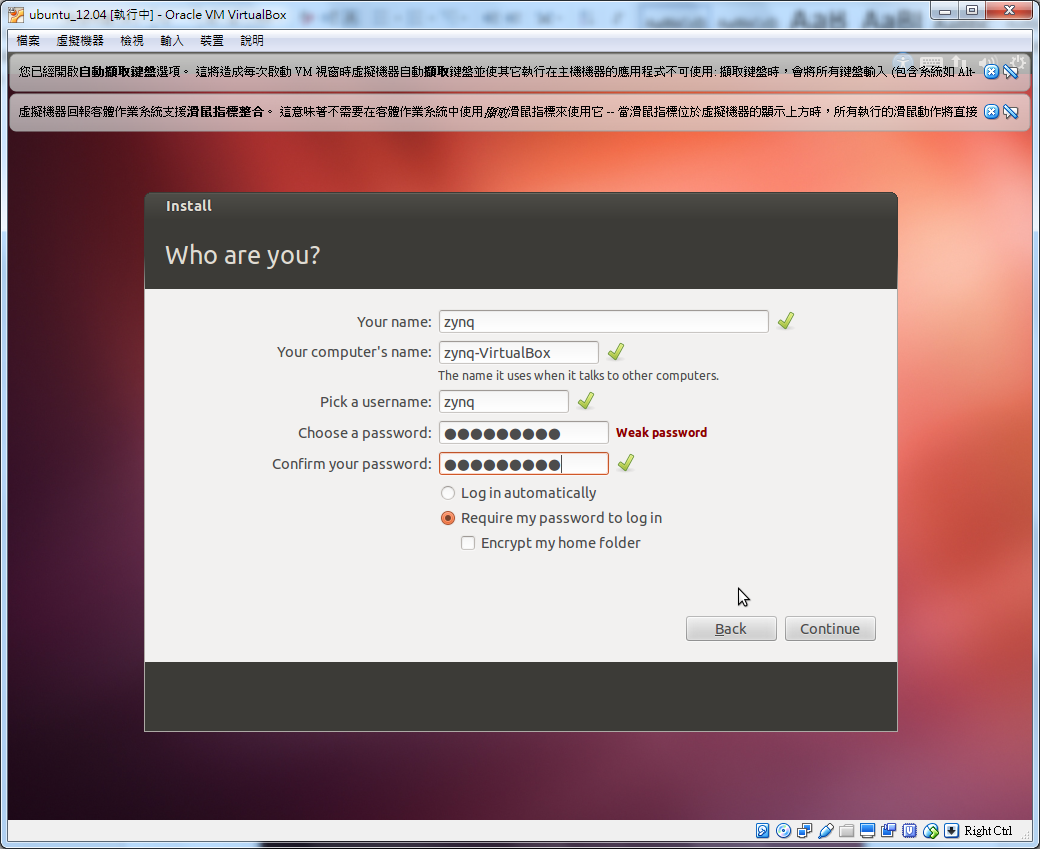 ubuntu_12.04 [執行中] - Oracle VM VirtualBox
檔案 虛擬機器 檢視 輸入 裝置 說明
您已經開啟自動擷取鍵盤選項。 這將造成每次啟動 VM 視窗時虛擬機器自動擷取鍵盤並使其它執行在主機機器的應用程式不可使用: 擷取鍵盤時，會將所有鍵盤輸入 (包含系統如 Alt-
虛擬機器回報客體作業系統支援滑鼠指標整合。 這意味著不需要在客體作業系統中使用滑鼠指標來使用它 -- 當滑鼠指標位於虛擬機器的顯示上方時，所有執行的滑鼠動作將直接
Install
Who are you?
Your name: zynq
Your computer's name: zynq-VirtualBox
The name it uses when it talks to other computers.
Pick a username: zynq
Choose a password: ●●●●●●●●● Weak password
Confirm your password: ●●●●●●●●●
Log in automatically
Require my password to log in
Encrypt my home folder
Back Continue
Right Ctrl